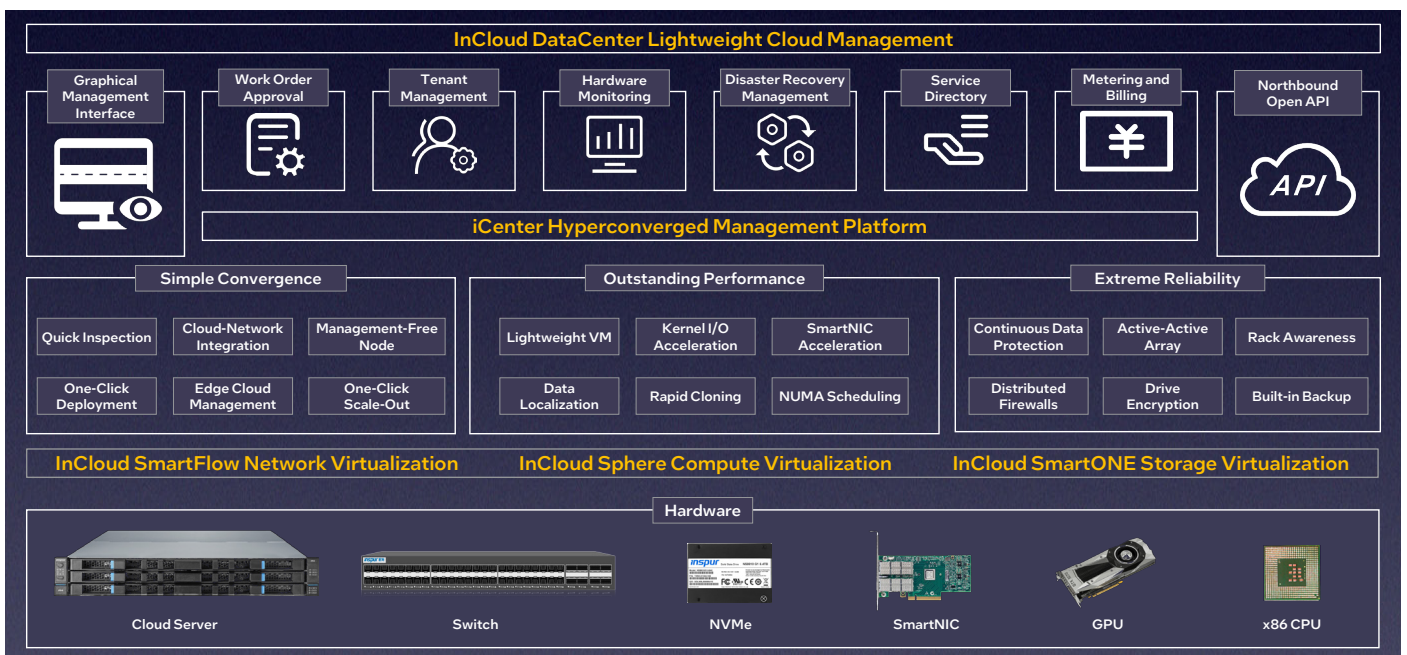 InCloud DataCenter Lightweight Cloud Management
Graphical
Management
Interface
Work Order
Approval
Tenant
Management
Hardware
Monitoring
Disaster Recovery
Management
Service
Directory
Metering and
Billing
Northbound
Open API
¥
API
iCenter Hyperconverged Management Platform
Simple Convergence
Quick Inspection
Cloud-Network
Integration
Management-Free
Node
One-Click
Deployment
Edge Cloud
Management
One-Click
Scale-Out
Outstanding Performance
Lightweight VM
Kernel I/O
Acceleration
SmartNIC
Acceleration
Data
Localization
Rapid Cloning
NUMA Scheduling
Extreme Reliability
Continuous Data
Protection
Active-Active
Array
Rack Awareness
Distributed
Firewalls
Drive
Encryption
Built-in Backup
InCloud SmartFlow Network Virtualization
InCloud Sphere Compute Virtualization
InCloud SmartONE Storage Virtualization
Hardware
inspur
inspur
Cloud Server
Switch
NVMe
SmartNIC
GPU
x86 CPU